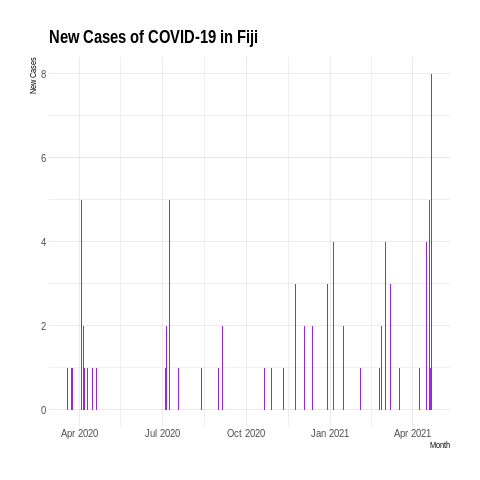 New Cases of COVID-19 in Fiji
New Cases
8
6
4
2
0
Apr 2020
Jul 2020
Oct 2020
Jan 2021
Apr 2021
Month